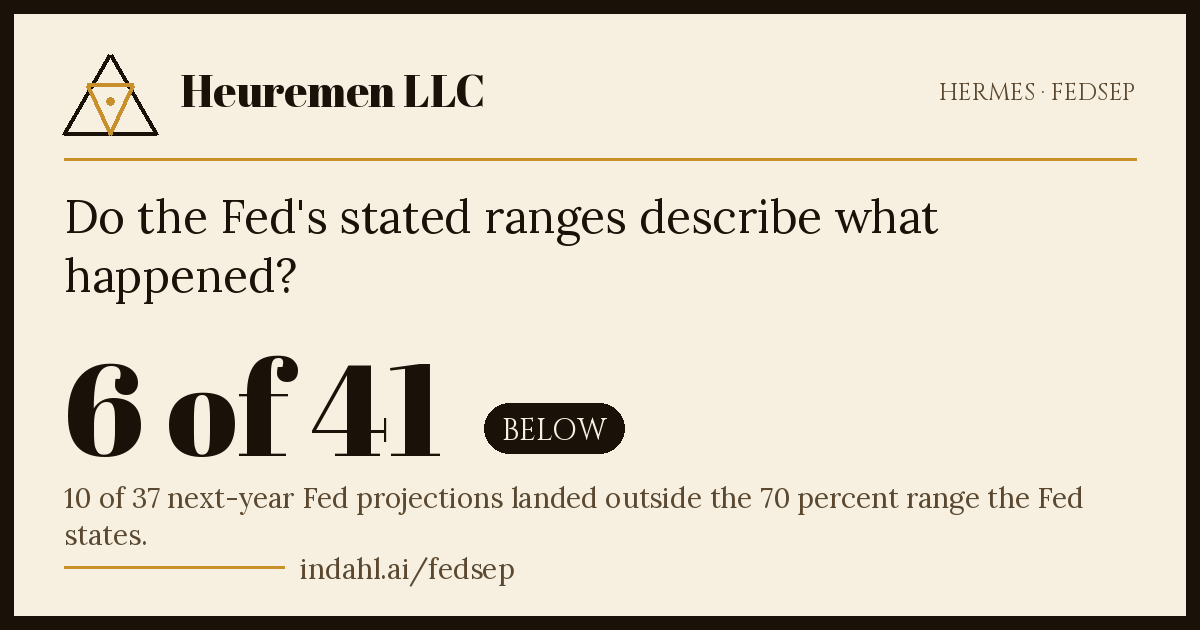 Heuremen LLC
HERMES · FEDSEP
Do the Fed's stated ranges describe what
happened?
6 of 41
BELOW
10 of 37 next-year Fed projections landed outside the 70 percent range the Fed
states.
indahl.ai/fedsep